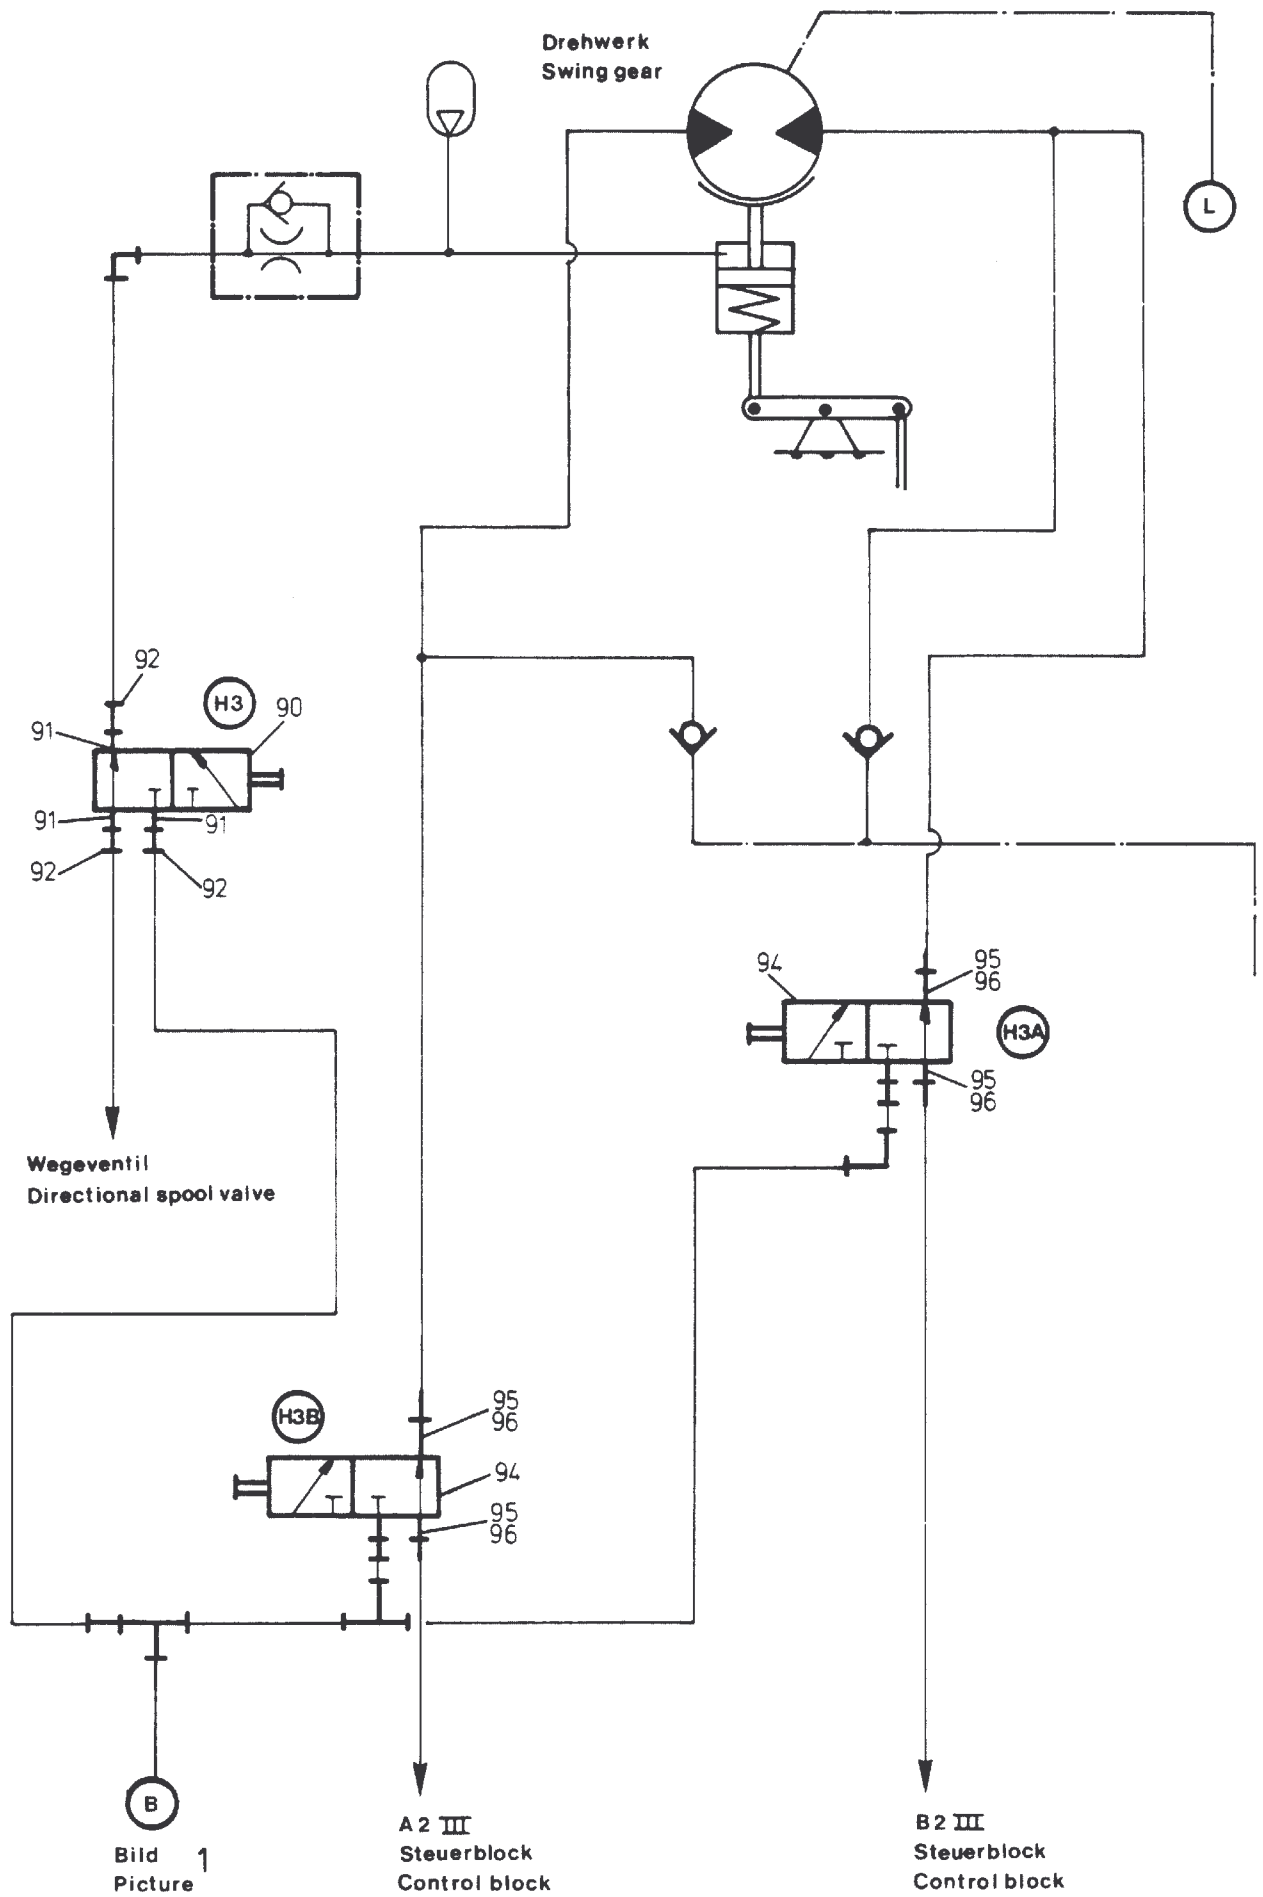 Drehwerk
Swing gear
L
92
H3
90
91
91
91
92
92
94
95
96
H3A
95
96
Wegeventil
Directional spool valve
H3B
95
96
94
95
96
B
Bild 1
Picture
A2 III
Steuerblock
Control block
B2 III
Steuerblock
Control block